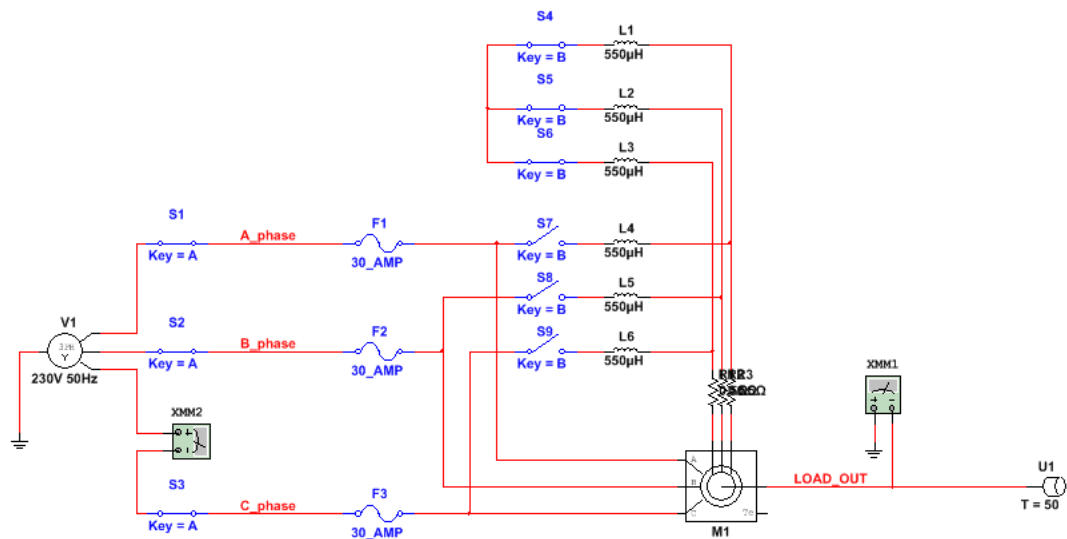 S4
L1
Key = B
550µH
S5
L2
Key = B
550µH
S6
L3
Key = B
550µH
S1
A_phase
F1
S7
L4
Key = A
30_AMP
Key = B
550µH
S8
L5
Key = B
550µH
V1
S2
B_phase
F2
S9
L6
3PH
Y
230V 50Hz
Key = A
30_AMP
Key = B
550µH
XMM1
XMM2
A
B
C
LOAD_OUT
U1
S3
C_phase
F3
Te
T = 50
Key = A
30_AMP
M1